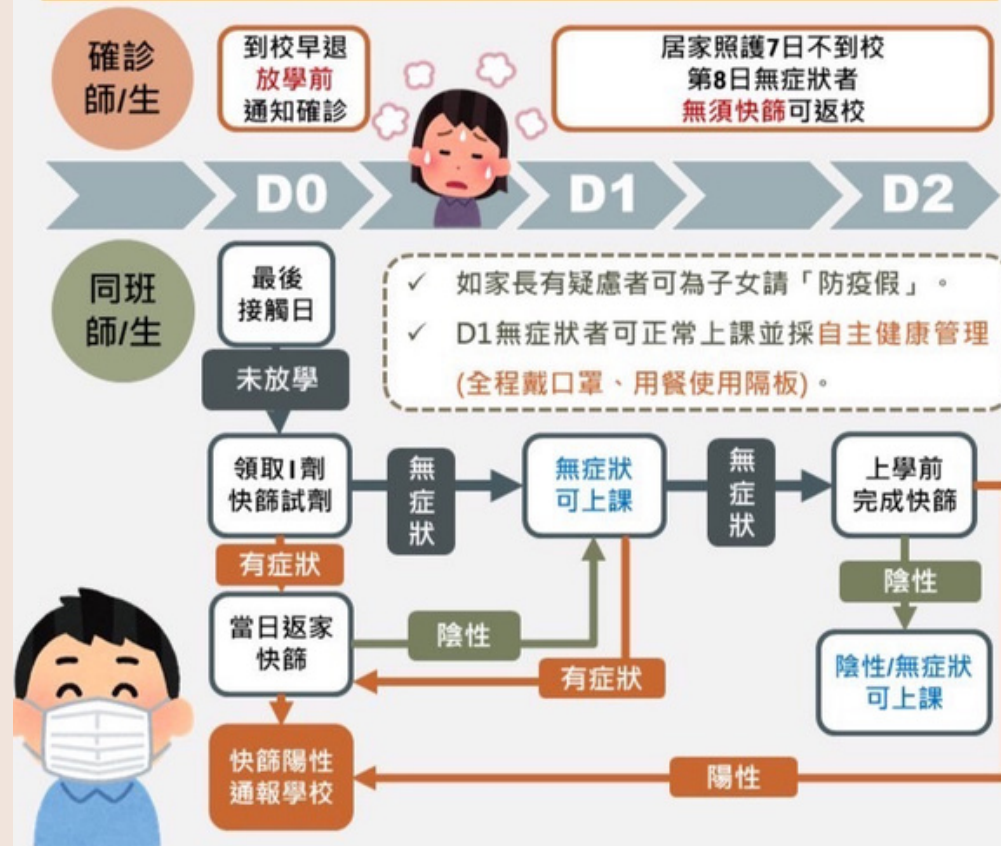 確診
師/生
到校早退
放學前
通知確診
居家照護7日不到校
第8日無症狀者
無須快篩可返校
D0
D1
D2
同班
師/生
最後
接觸日
✓ 如家長有疑慮者可為子女請「防疫假」。
✓ D1無症狀者可正常上課並採自主健康管理
(全程戴口罩、用餐使用隔板)。
未放學
領取1劑
快篩試劑
無症狀
無症狀
可上課
無症狀
上學前
完成快篩
有症狀
當日返家
快篩
陰性
有症狀
陰性
陰性/無症狀
可上課
快篩陽性
通報學校
陽性